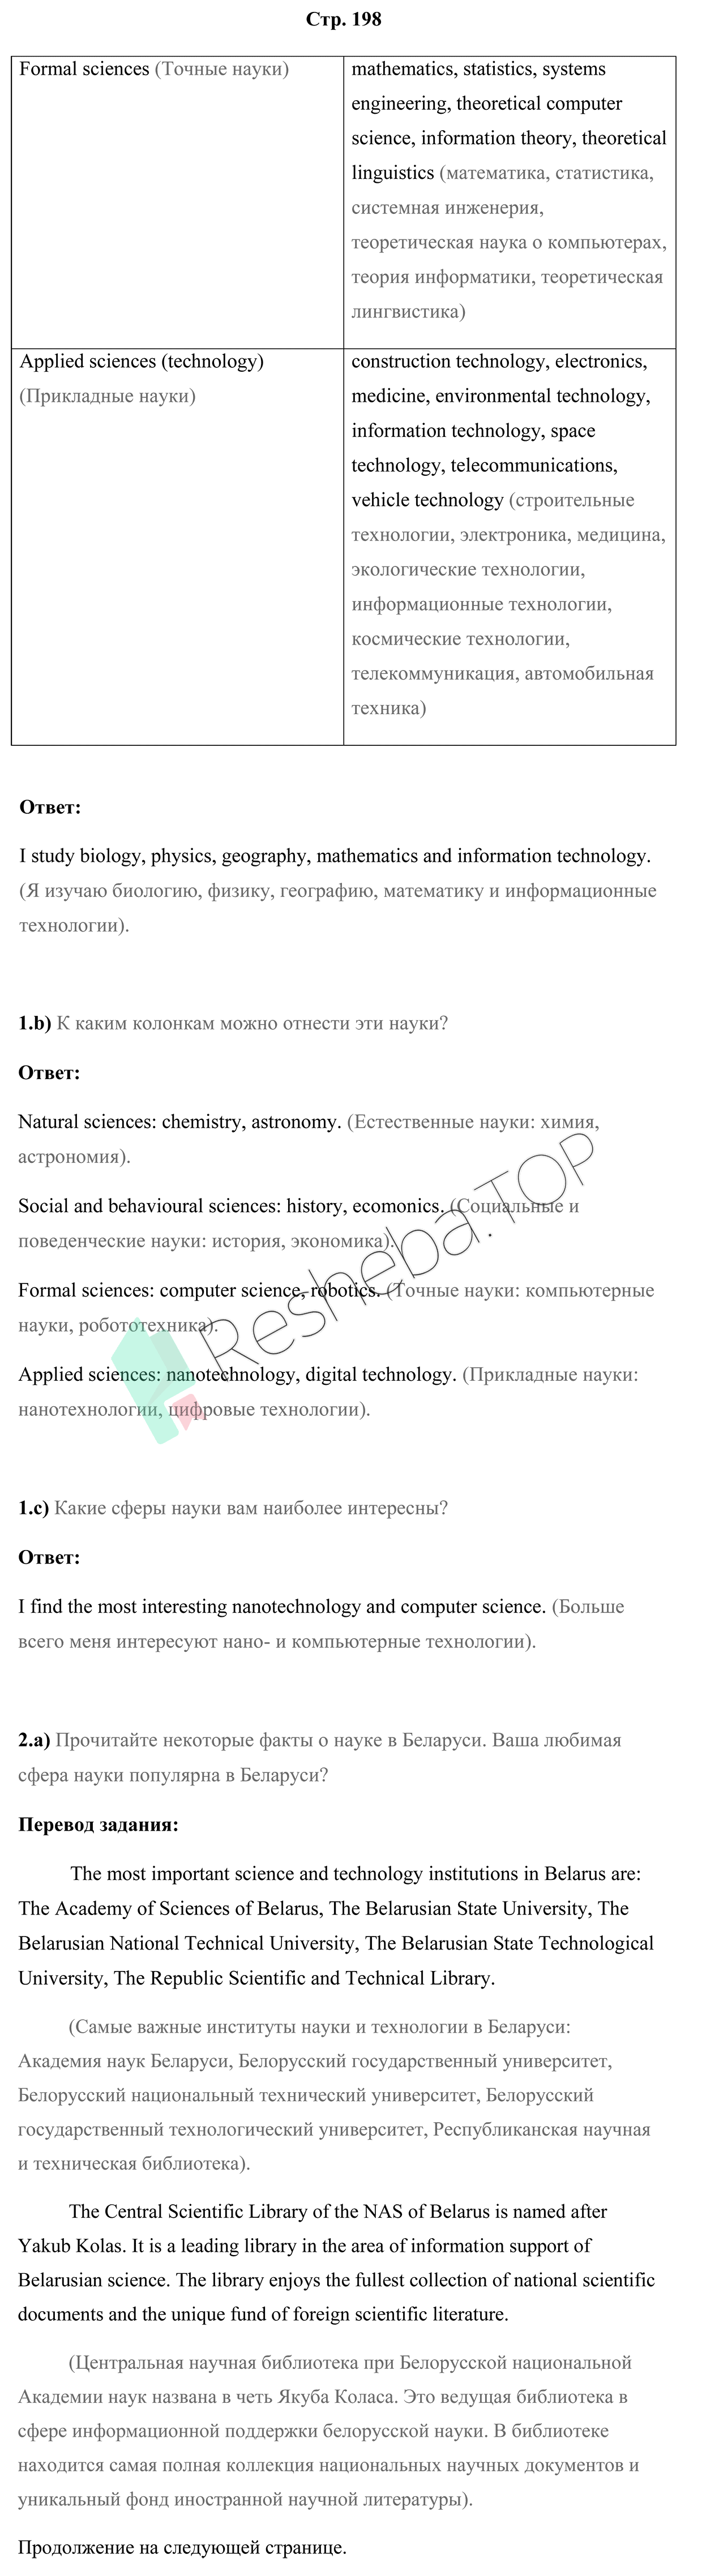 Стр. 198
Formal sciences (Точные науки)
mathematics, statistics, systems
engineering, theoretical computer
science, information theory, theoretical
linguistics (математика, статистика,
системная инженерия,
теоретическая наука о компьютерах,
теория информатики, теоретическая
лингвистика)
Applied sciences (technology)
(Прикладные науки)
construction technology, electronics,
medicine, environmental technology,
information technology, space
technology, telecommunications,
vehicle technology (строительные
технологии, электроника, медицина,
экологические технологии,
информационные технологии,
космические технологии,
телекоммуникация, автомобильная
техника)
Ответ:
I study biology, physics, geography, mathematics and information technology.
(Я изучаю биологию, физику, географию, математику и информационные
технологии).
1.b) К каким колонкам можно отнести эти науки?
Ответ:
Natural sciences: chemistry, astronomy. (Естественные науки: химия,
астрономия).
Social and behavioural sciences: history, ecomonics. (Социальные и
поведенческие науки: история, экономика).
Formal sciences: computer science, robotics. (Точные науки: компьютерные
науки, робототехника).
Applied sciences: nanotechnology, digital technology. (Прикладные науки:
нанотехнологии, цифровые технологии).
Resheba.TOP
1.c) Какие сферы науки вам наиболее интересны?
Ответ:
I find the most interesting nanotechnology and computer science. (Больше
всего меня интересуют нано- и компьютерные технологии).
2.a) Прочитайте некоторые факты о науке в Беларуси. Ваша любимая
сфера науки популярна в Беларуси?
Перевод задания:
The most important science and technology institutions in Belarus are:
The Academy of Sciences of Belarus, The Belarusian State University, The
Belarusian National Technical University, The Belarusian State Technological
University, The Republic Scientific and Technical Library.
(Самые важные институты науки и технологии в Беларуси:
Академия наук Беларуси, Белорусский государственный университет,
Белорусский национальный технический университет, Белорусский
государственный технологический университет, Республиканская научная
и техническая библиотека).
The Central Scientific Library of the NAS of Belarus is named after
Yakub Kolas. It is a leading library in the area of information support of
Belarusian science. The library enjoys the fullest collection of national scientific
documents and the unique fund of foreign scientific literature.
(Центральная научная библиотека при Белорусской национальной
Академии наук названа в четь Якуба Коласа. Это ведущая библиотека в
сфере информационной поддержки белорусской науки. В библиотеке
находится самая полная коллекция национальных научных документов и
уникальный фонд иностранной научной литературы).
Продолжение на следующей странице.